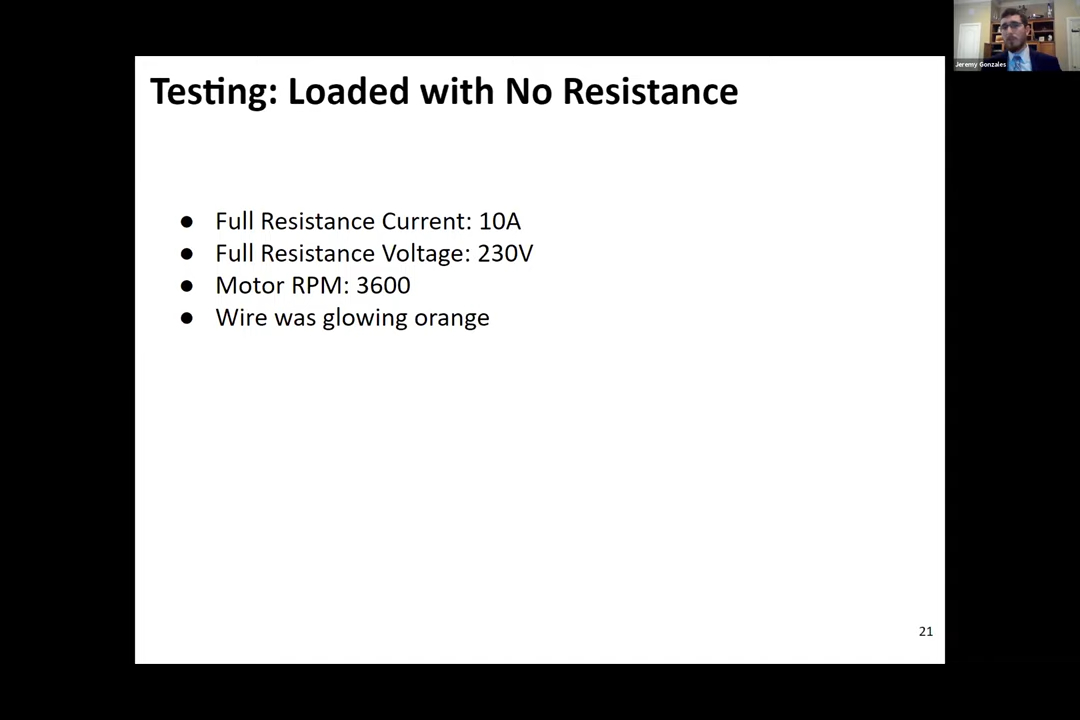 Jeremy Gonzales
Testing: Loaded with No Resistance
● Full Resistance Current: 10A
● Full Resistance Voltage: 230V
● Motor RPM: 3600
● Wire was glowing orange
21